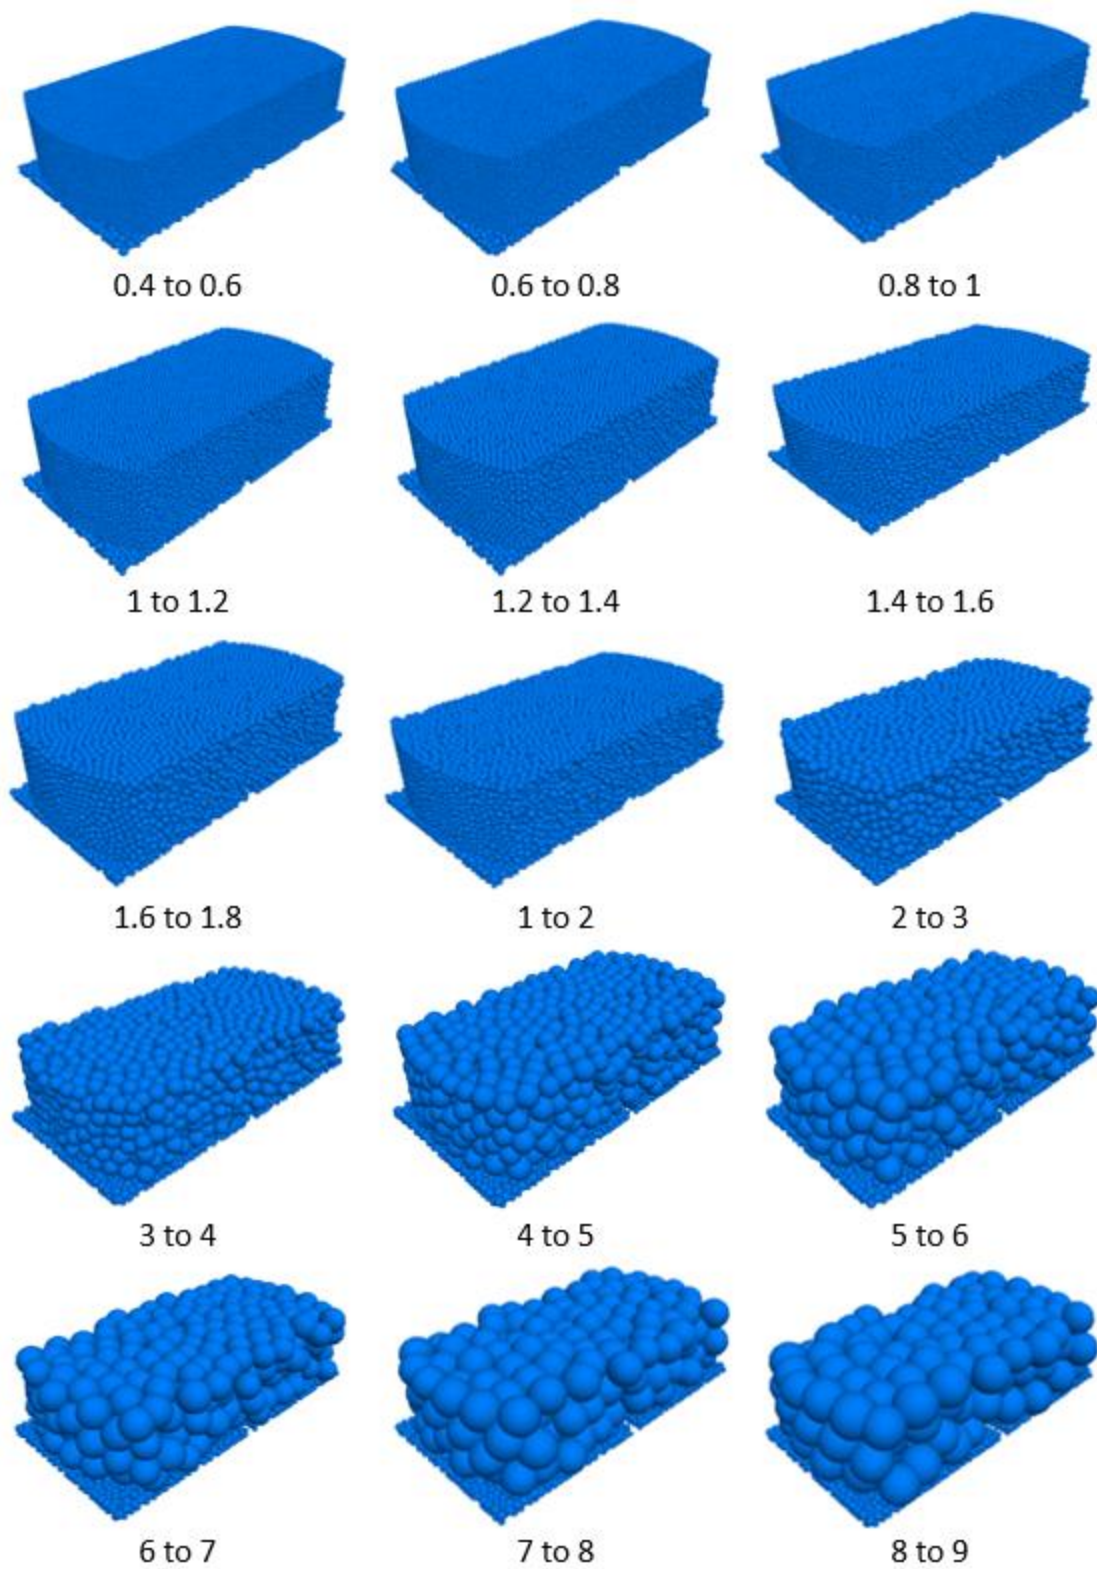 0.4 to 0.6
0.6 to 0.8
0.8 to 1
1 to 1.2
1.2 to 1.4
1.4 to 1.6
1.6 to 1.8
1 to 2
2 to 3
3 to 4
4 to 5
5 to 6
6 to 7
7 to 8
8 to 9